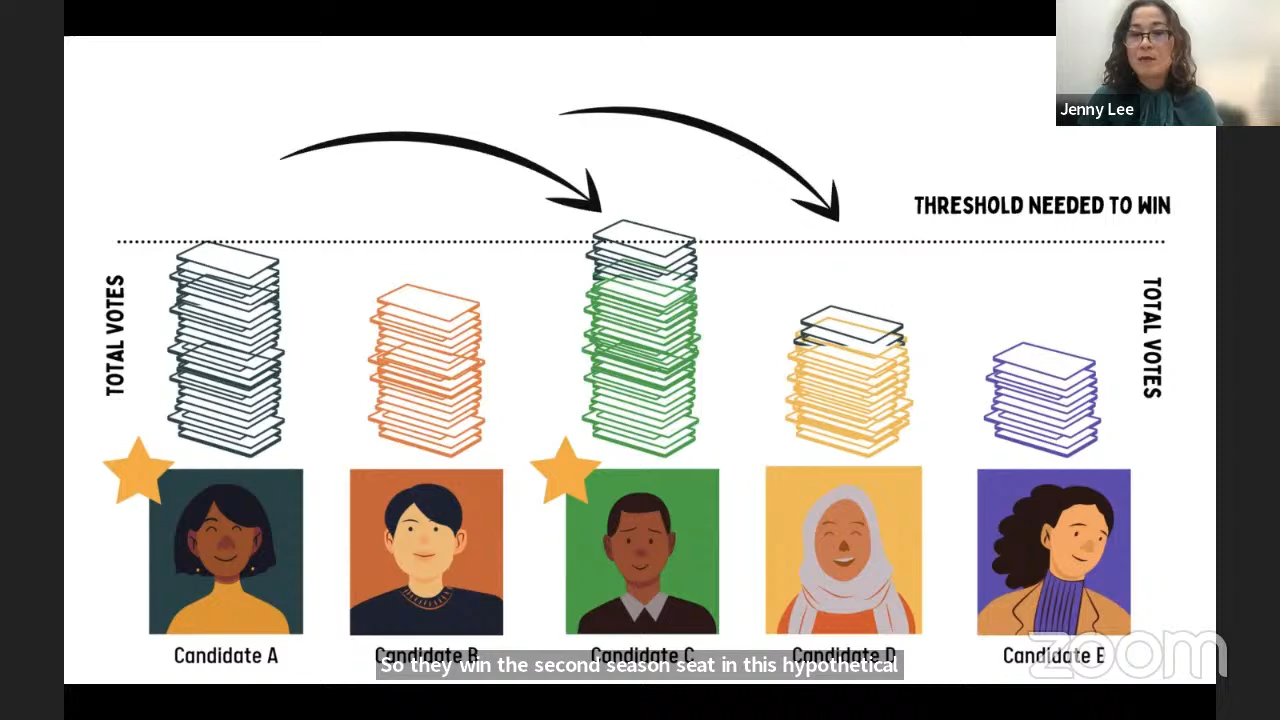 Jenny Lee
THRESHOLD NEEDED TO WIN
TOTAL VOTES
TOTAL VOTES
Candidate A
Candidate B
Candidate C
Candidate D
Candidate E
So they win the second season seat in this hypothetical
zoom